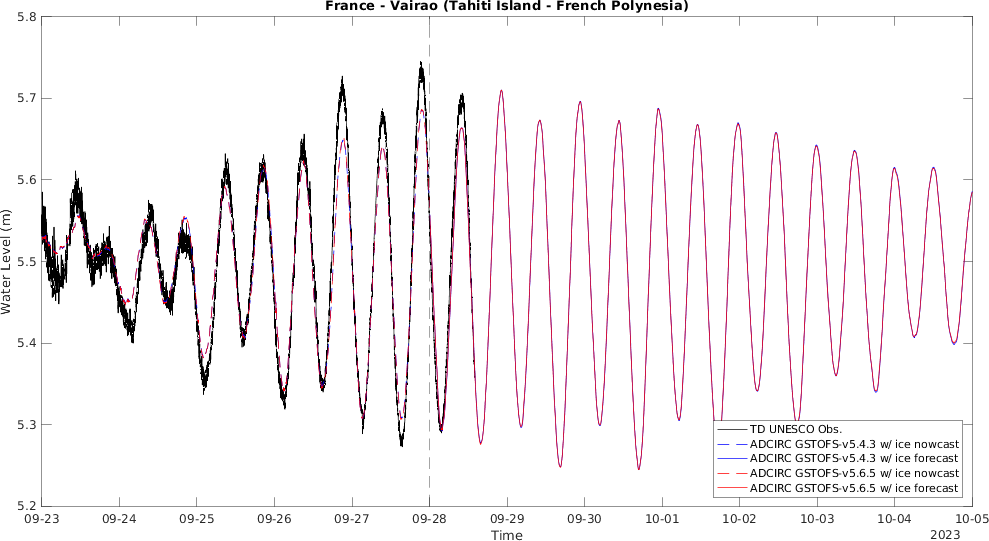 France - Vairao (Tahiti Island - French Polynesia)
5.8
5.7
5.6
5.5
5.4
5.3
5.2
Water Level (m)
TD UNESCO Obs.
ADCIRC GSTOFS-v5.4.3 w/ ice nowcast
ADCIRC GSTOFS-v5.4.3 w/ ice forecast
ADCIRC GSTOFS-v5.6.5 w/ ice nowcast
ADCIRC GSTOFS-v5.6.5 w/ ice forecast
09-23 09-24 09-25 09-26 09-27 09-28 09-29 09-30 10-01 10-02 10-03 10-04 10-05
Time
2023